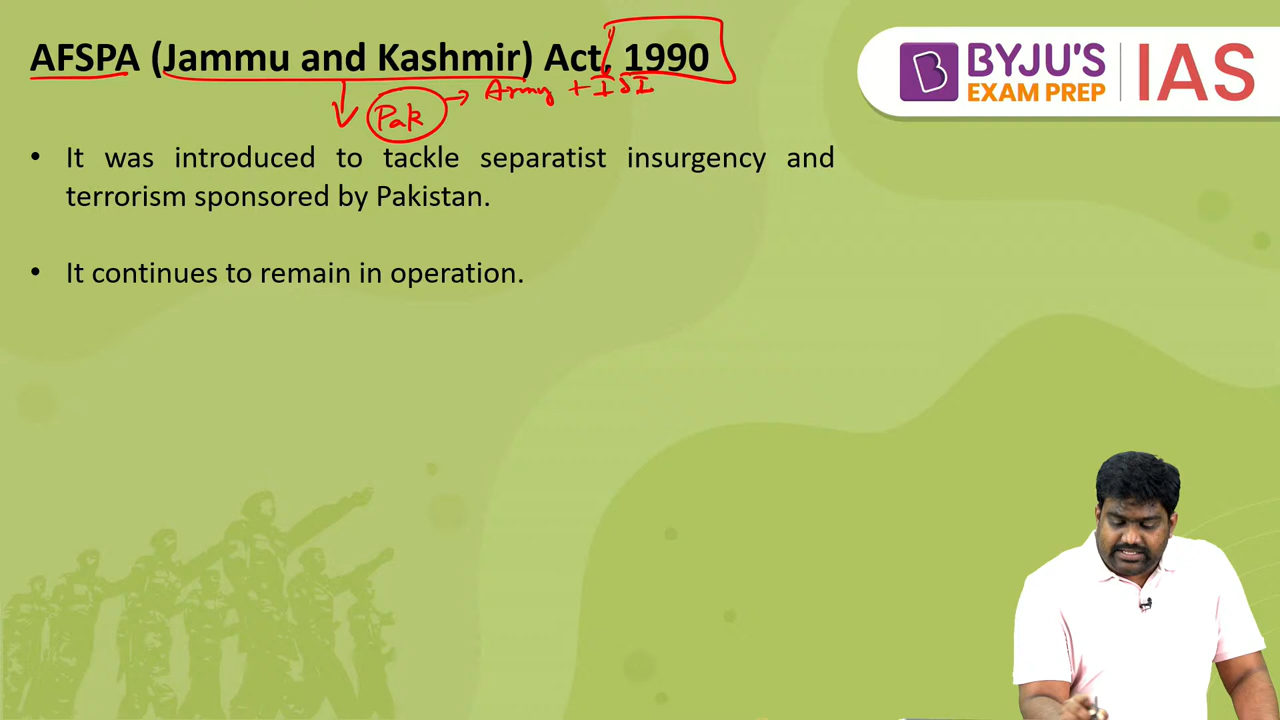 AFSPA (Jammu and Kashmir) Act, 1990
Pak → Army + ISI
• It was introduced to tackle separatist insurgency and
terrorism sponsored by Pakistan.
• It continues to remain in operation.
BYJU'S
EXAM PREP
IAS